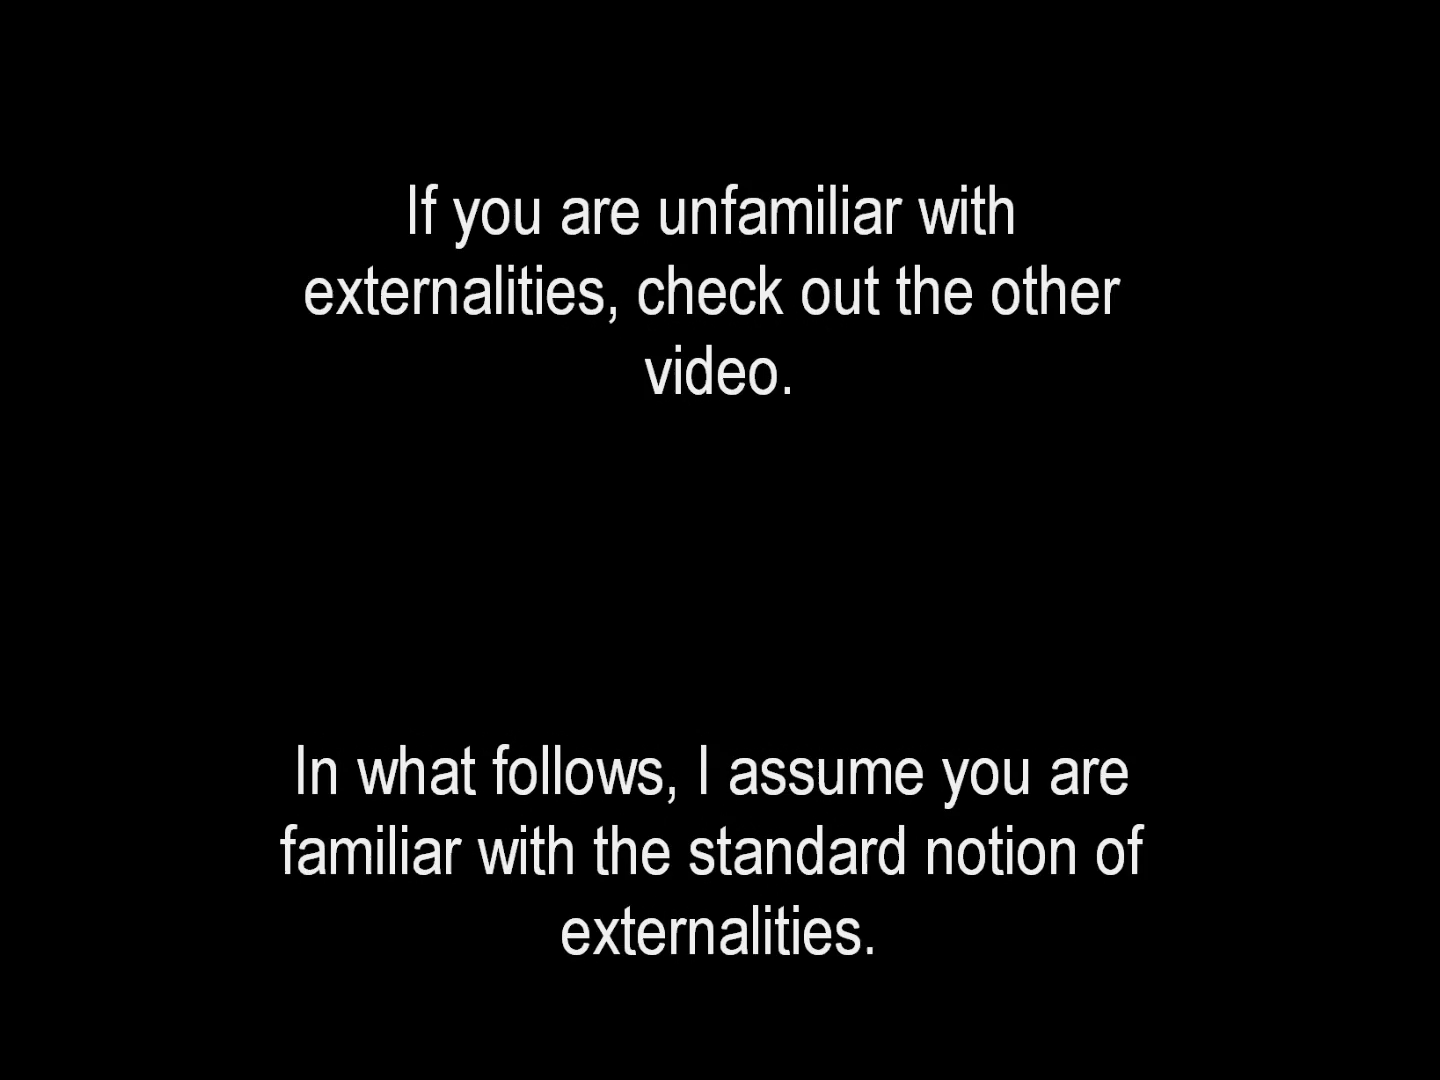 If you are unfamiliar with
externalities, check out the other
video.
In what follows, I assume you are
familiar with the standard notion of
externalities.